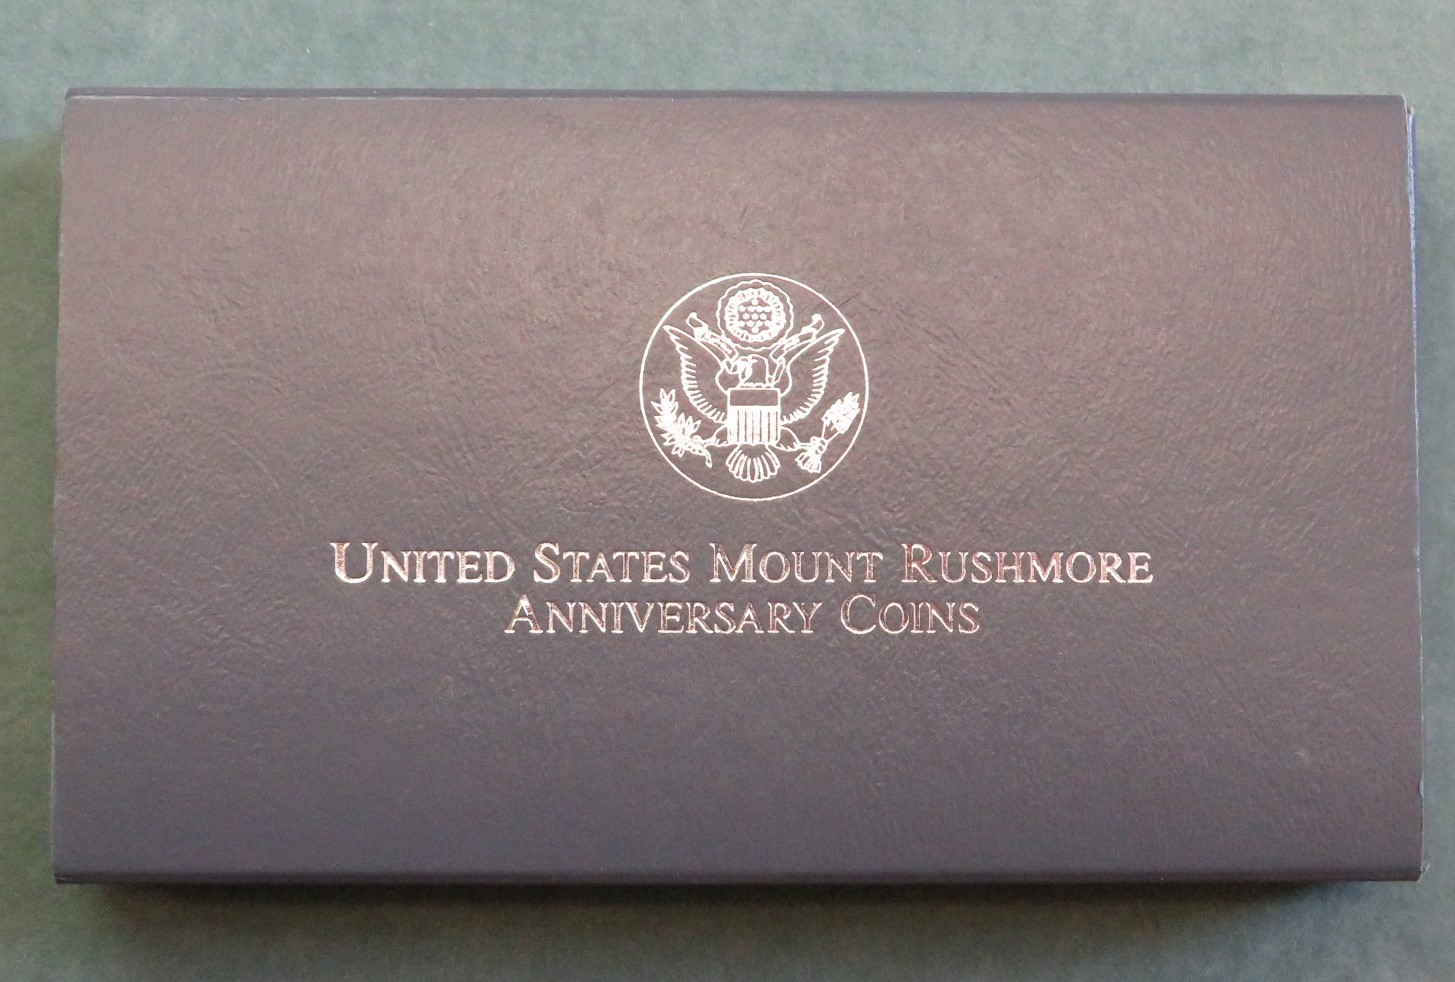 United States Mount Rushmore
Anniversary Coins